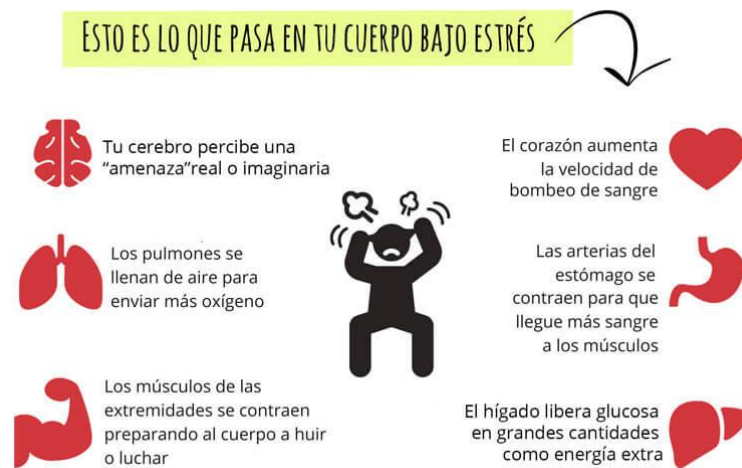 ESTO ES LO QUE PASA EN TU CUERPO BAJO ESTRÉS
Tu cerebro percibe una
"amenaza"real o imaginaria
Los pulmones se
llenan de aire para
enviar más oxígeno
Los músculos de las
extremidades se contraen
preparando al cuerpo a huir
o luchar
El corazón aumenta
la velocidad de
bombeo de sangre
Las arterias del
estómago se
contraen para que
llegue más sangre
a los músculos
El hígado libera glucosa
en grandes cantidades
como energía extra